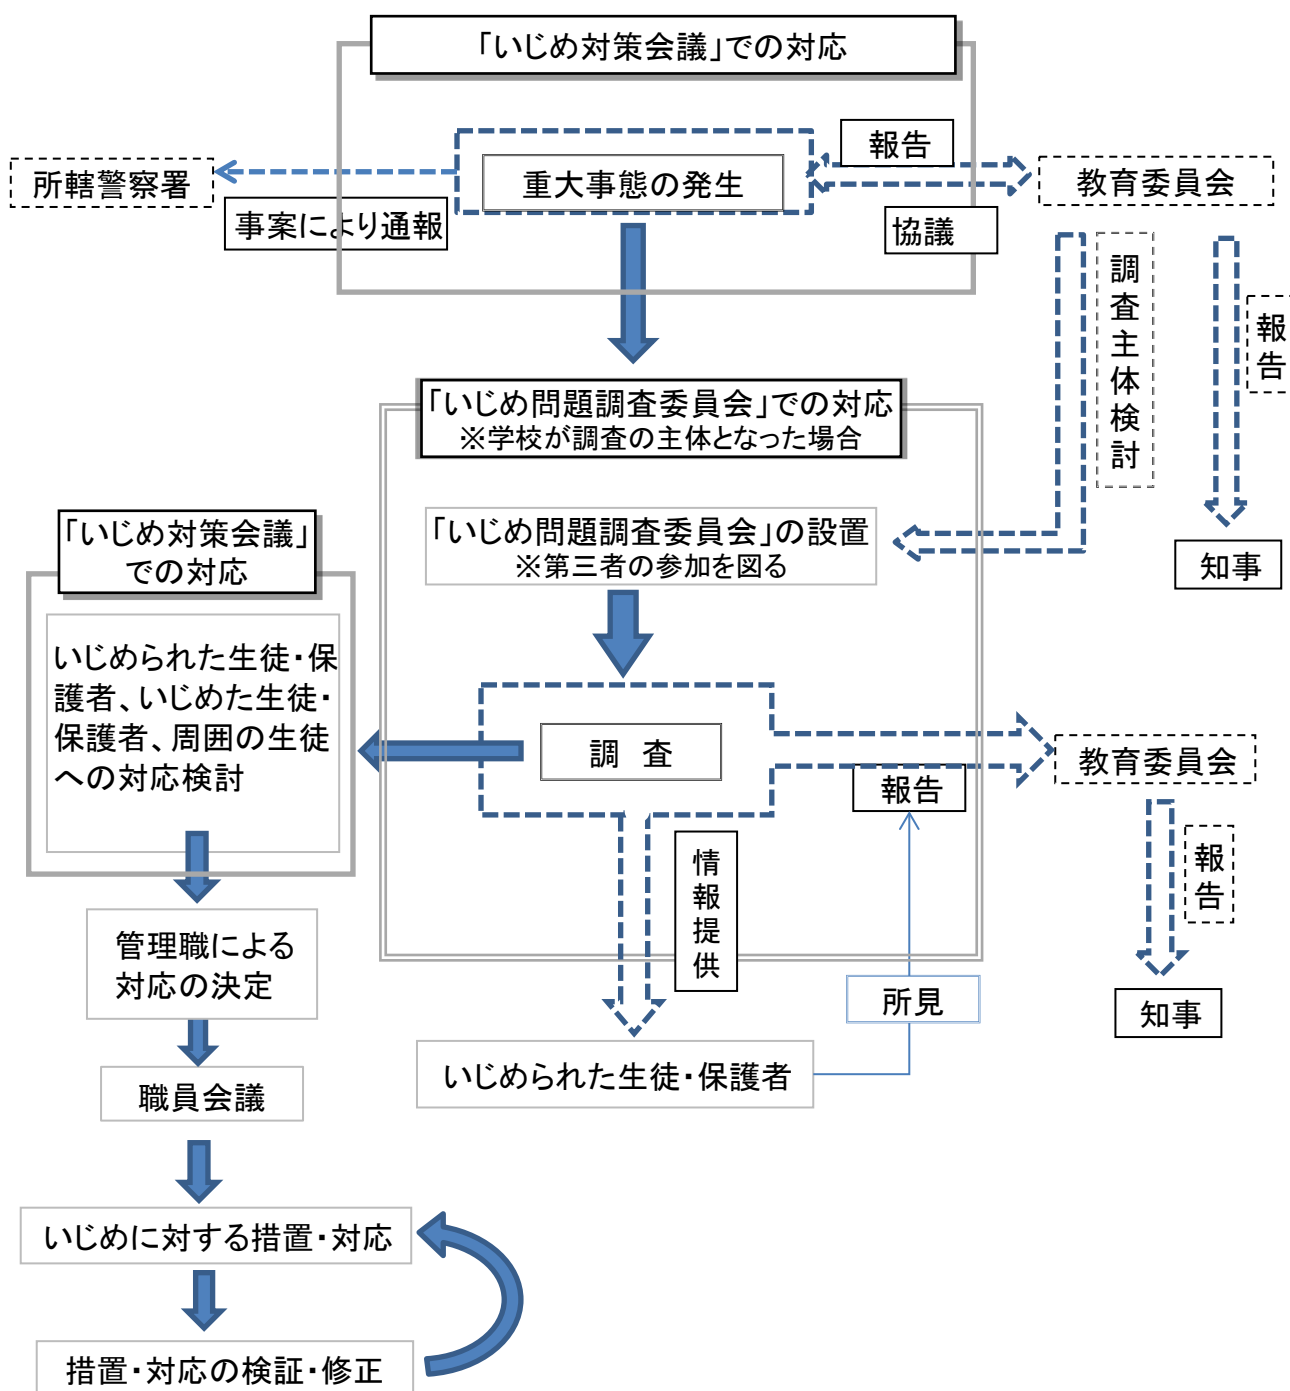 「いじめ対策会議」での対応
報告
所轄警察署
重大事態の発生
教育委員会
事案により通報
協議
調査主体検討
報告
「いじめ問題調査委員会」での対応
※学校が調査の主体となった場合
「いじめ問題調査委員会」の設置
※第三者の参加を図る
知事
「いじめ対策会議」
での対応
いじめられた生徒・保
護者、いじめた生徒・
保護者、周囲の生徒
への対応検討
調　査
教育委員会
報告
情報提供
報告
管理職による
対応の決定
所見
知事
いじめられた生徒・保護者
職員会議
いじめに対する措置・対応
措置・対応の検証・修正